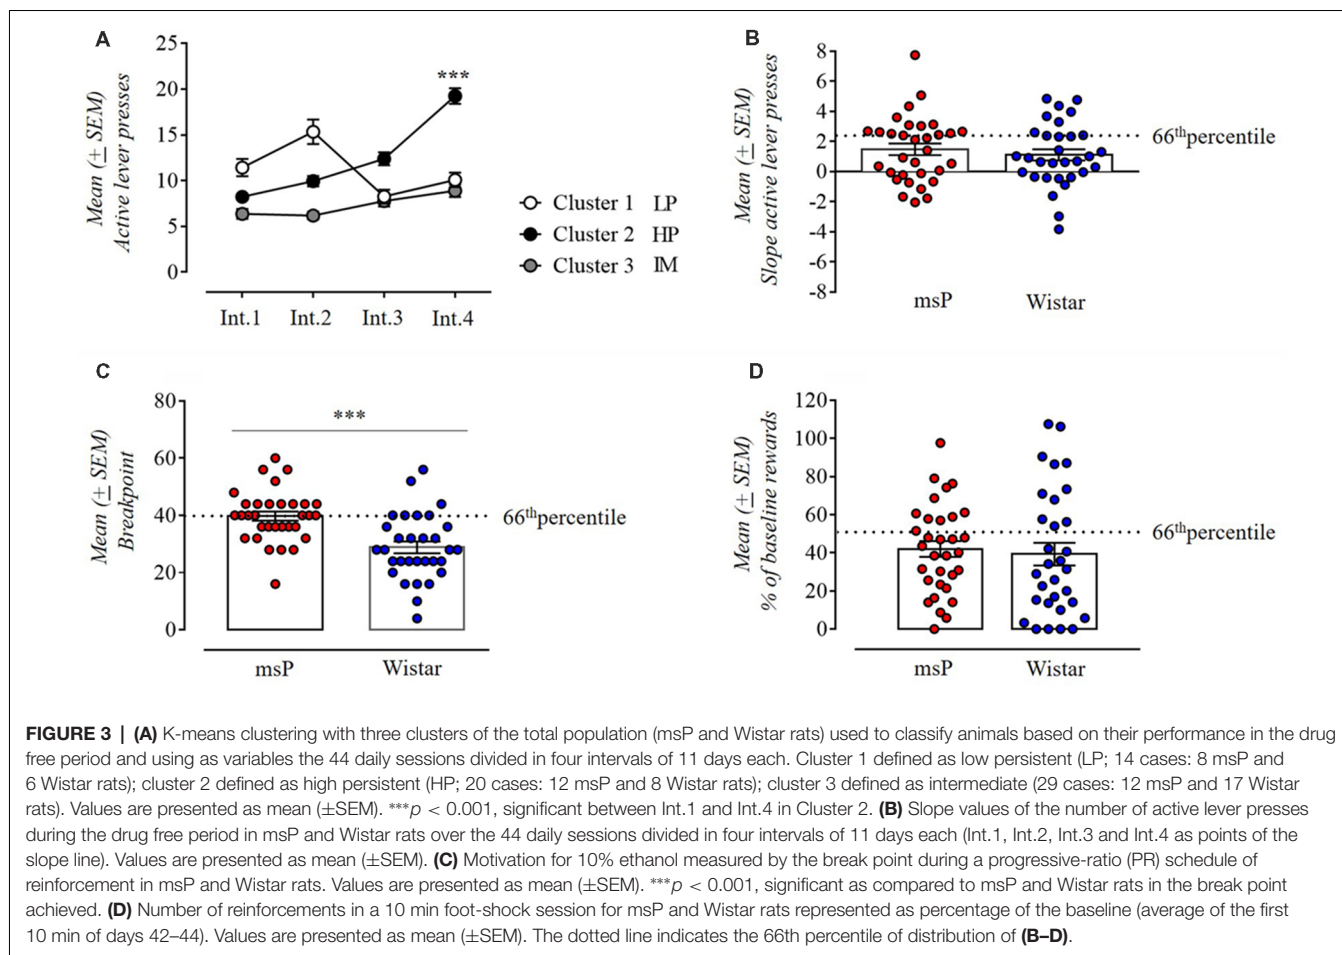 A
Mean (± SEM)
Active lever presses
25
20
15
10
5
0
***
Int.1 Int.2 Int.3 Int.4
Cluster 1 LP
Cluster 2 HP
Cluster 3 IM
B
Mean (± SEM)
Slope active lever presses
8
6
4
2
0
-2
-4
-6
-8
66th percentile
msP Wistar
C
Mean (± SEM)
Breakpoint
80
60
40
20
0
***
66th percentile
msP Wistar
D
Mean (± SEM)
% of baseline rewards
120
100
80
60
40
20
0
66th percentile
msP Wistar
FIGURE 3 | (A) K-means clustering with three clusters of the total population (msP and Wistar rats) used to classify animals based on their performance in the drug
free period and using as variables the 44 daily sessions divided in four intervals of 11 days each. Cluster 1 defined as low persistent (LP; 14 cases: 8 msP and
6 Wistar rats); cluster 2 defined as high persistent (HP; 20 cases: 12 msP and 8 Wistar rats); cluster 3 defined as intermediate (29 cases: 12 msP and 17 Wistar
rats). Values are presented as mean (±SEM). ***p < 0.001, significant between Int.1 and Int.4 in Cluster 2. (B) Slope values of the number of active lever presses
during the drug free period in msP and Wistar rats over the 44 daily sessions divided in four intervals of 11 days each (Int.1, Int.2, Int.3 and Int.4 as points of the
slope line). Values are presented as mean (±SEM). (C) Motivation for 10% ethanol measured by the break point during a progressive-ratio (PR) schedule of
reinforcement in msP and Wistar rats. Values are presented as mean (±SEM). ***p < 0.001, significant as compared to msP and Wistar rats in the break point
achieved. (D) Number of reinforcements in a 10 min foot-shock session for msP and Wistar rats represented as percentage of the baseline (average of the first
10 min of days 42–44). Values are presented as mean (±SEM). The dotted line indicates the 66th percentile of distribution of (B–D).